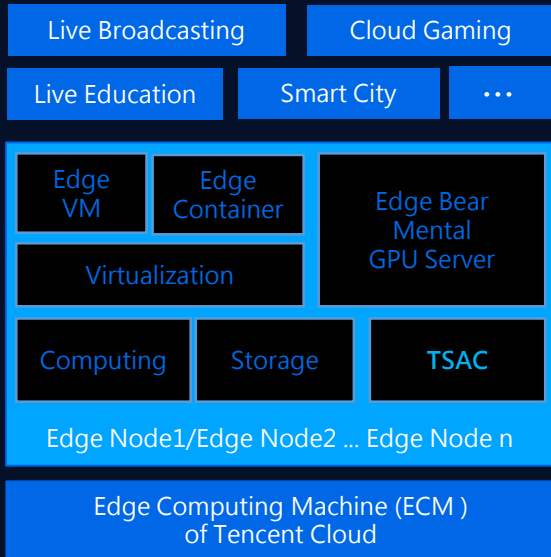 Live Broadcasting
Cloud Gaming
Live Education
Smart City
...
Edge
VM
Edge
Container
Edge Bear
Mental
GPU Server
Virtualization
Computing
Storage
TSAC
Edge Node1/Edge Node2 ... Edge Node n
Edge Computing Machine (ECM )
of Tencent Cloud